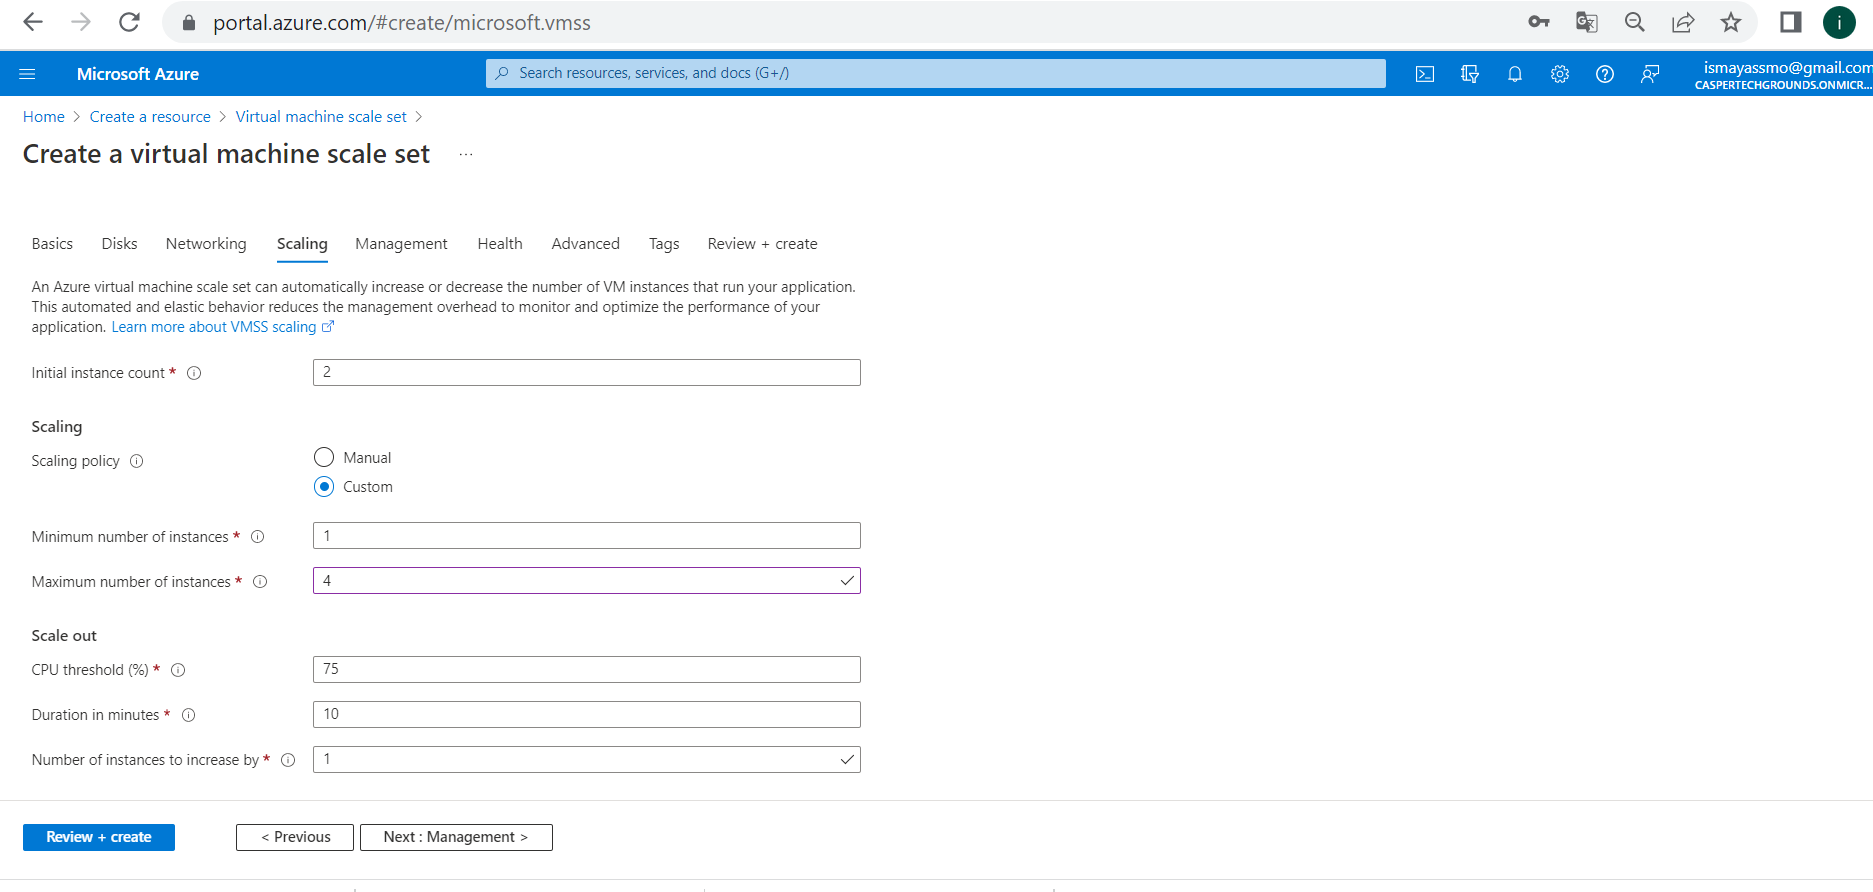 portal.azure.com/#create/microsoft.vmss
i
Microsoft Azure
Search resources, services, and docs (G+/)
ismayassmo@gmail.com
CASPERTECHGROUNDS.ONMICR...
Home > Create a resource > Virtual machine scale set >
Create a virtual machine scale set ...
Basics Disks Networking Scaling Management Health Advanced Tags Review + create
An Azure virtual machine scale set can automatically increase or decrease the number of VM instances that run your application.
This automated and elastic behavior reduces the management overhead to monitor and optimize the performance of your
application. Learn more about VMSS scaling
Initial instance count * 2
Scaling
Scaling policy Manual
Custom
Minimum number of instances * 1
Maximum number of instances * 4
Scale out
CPU threshold (%) * 75
Duration in minutes * 10
Number of instances to increase by * 1
Review + create < Previous Next : Management >